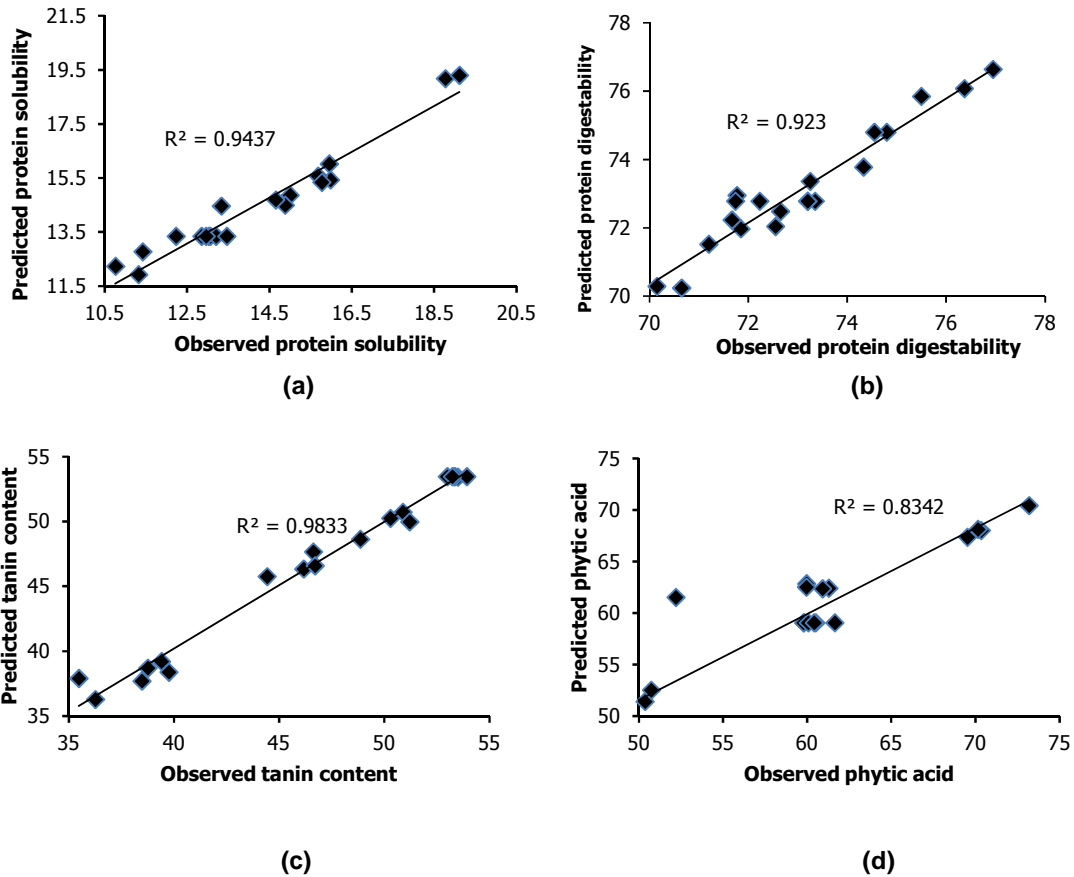 Predicted protein solubility
21.5
19.5
17.5
15.5
13.5
11.5
R² = 0.9437
10.5 12.5 14.5 16.5 18.5 20.5
Observed protein solubility
(a)
Predicted protein digestability
78
76
74
72
70
R² = 0.923
70 72 74 76 78
Observed protein digestability
(b)
Predicted tanin content
55
50
45
40
35
R² = 0.9833
35 40 45 50 55
Observed tanin content
(c)
Predicted phytic acid
75
70
65
60
55
50
R² = 0.8342
50 55 60 65 70 75
Observed phytic acid
(d)